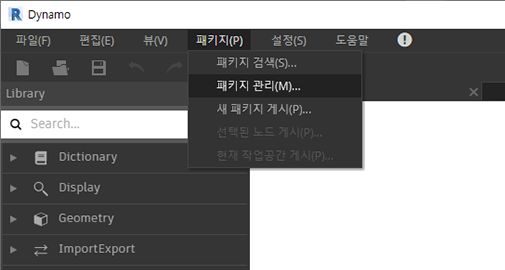 Dynamo
파일(F) 편집(E) 뷰(V) 패키지(P) 설정(S) 도움말
패키지 검색(S)...
패키지 관리(M)...
새 패키지 게시(P)...
선택된 노드 게시(P)...
현재 작업공간 게시(P)...
Library
Search...
Dictionary
Display
Geometry
ImportExport